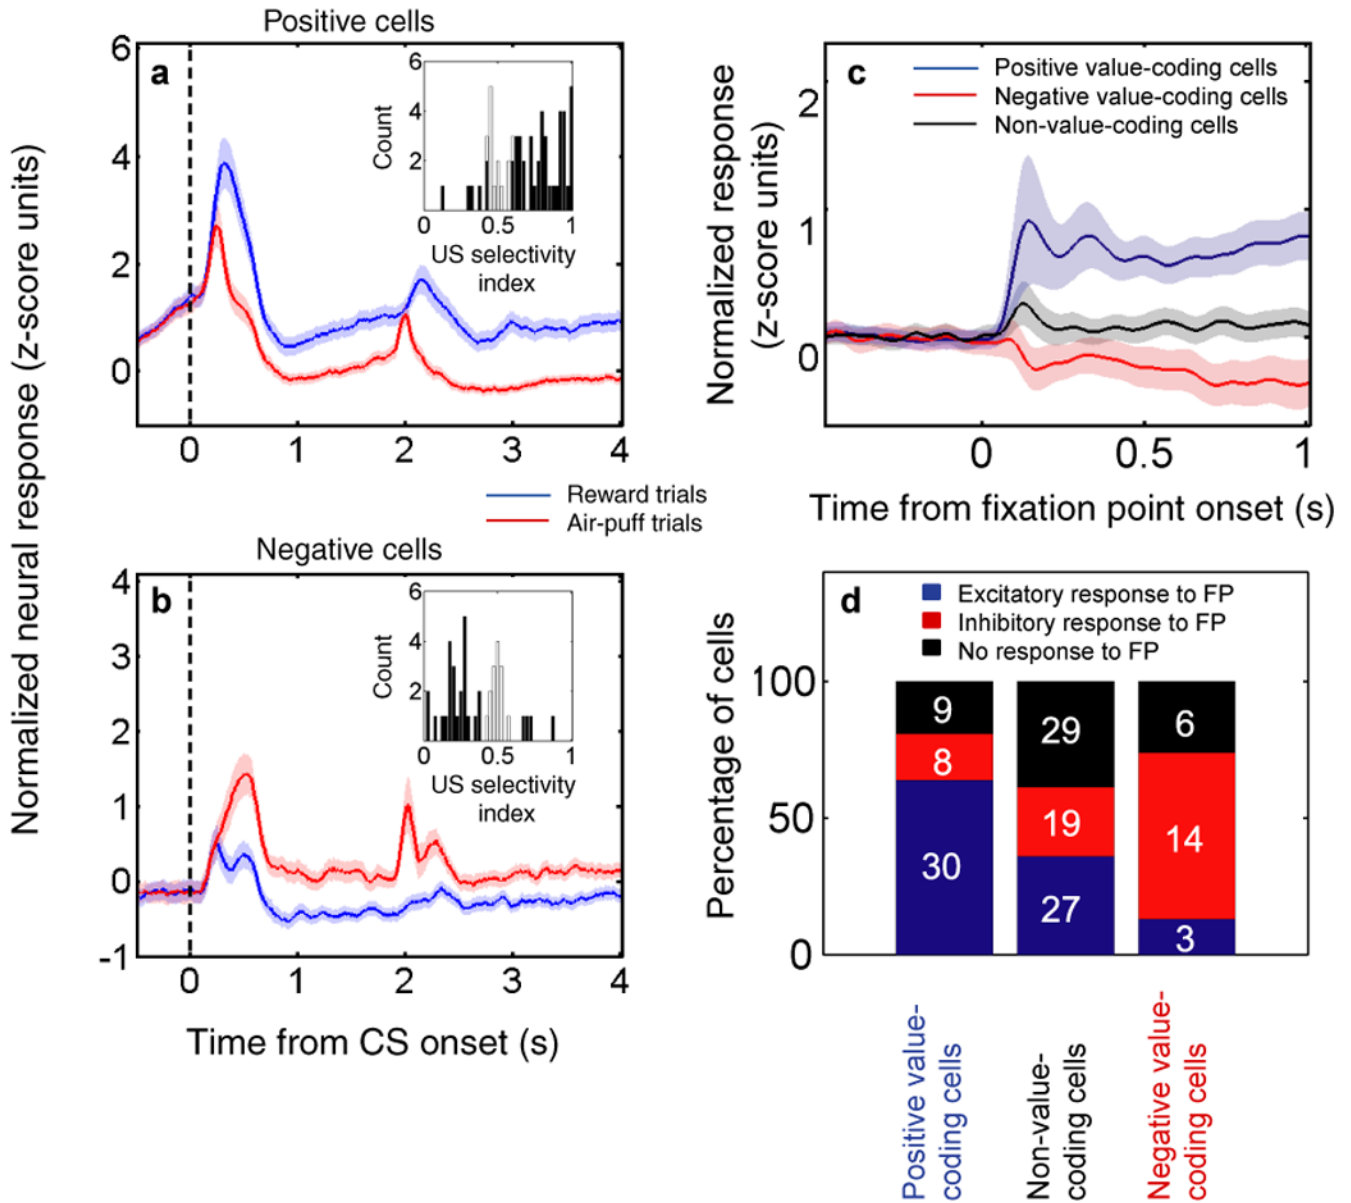 Positive cells
Normalized neural response (z-score units)
a
6
4
2
0
0
1
2
3
4
Count
6
4
2
0
0.5
1
US selectivity
index
Reward trials
Air-puff trials
Negative cells
b
4
3
2
1
0
-1
0
1
2
3
4
Count
6
4
2
0
0.5
1
US selectivity
index
Time from CS onset (s)
c
Positive value-coding cells
Negative value-coding cells
Non-value-coding cells
Normalized response
(z-score units)
2
1
0
0
0.5
1
Time from fixation point onset (s)
d
Excitatory response to FP
Inhibitory response to FP
No response to FP
Percentage of cells
100
50
0
9
8
30
29
19
27
6
14
3
Positive value-
coding cells
Non-value-
coding cells
Negative value-
coding cells